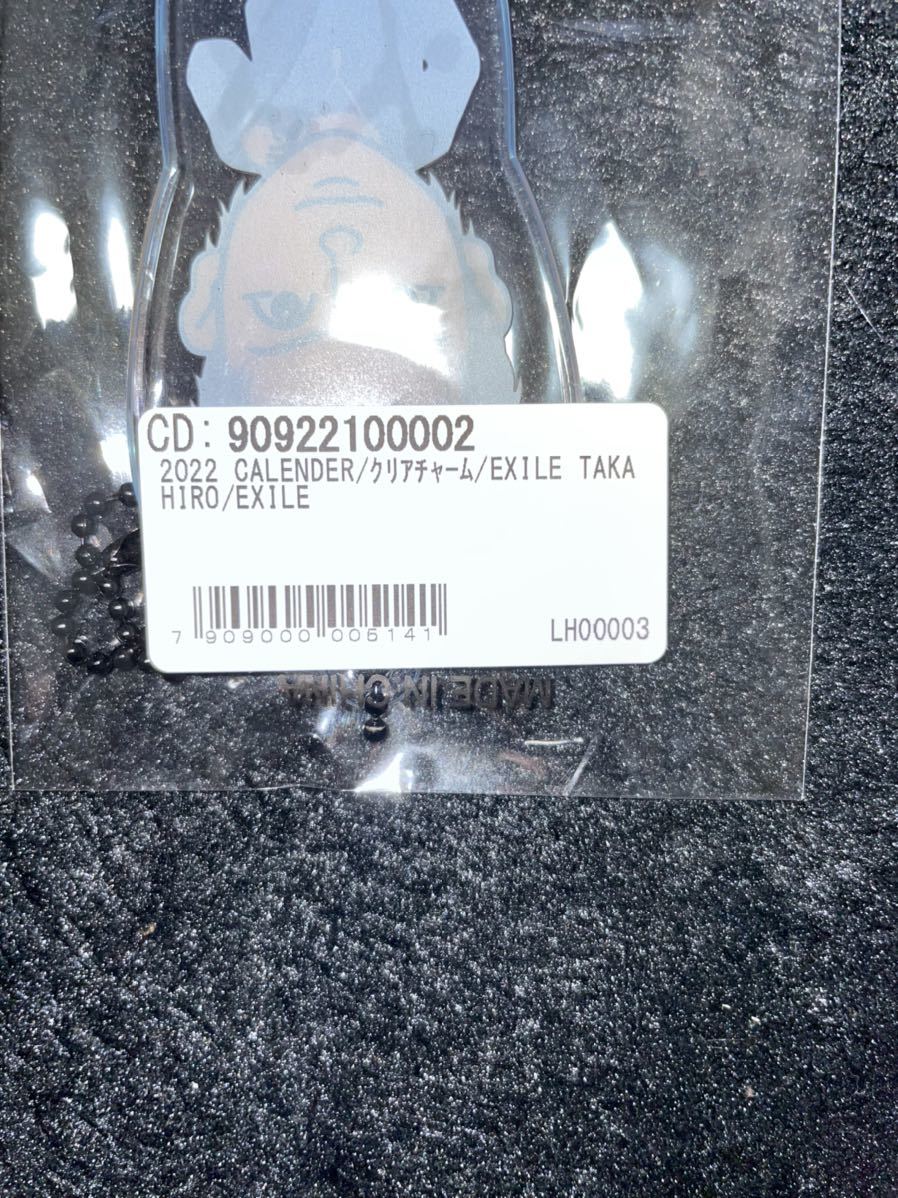 CD: 90922100002
2022 CALENDER/クリアチャーム/EXILE TAKA
HIRO/EXILE
7 909000 006141
LH00003
MADE IN CHINA